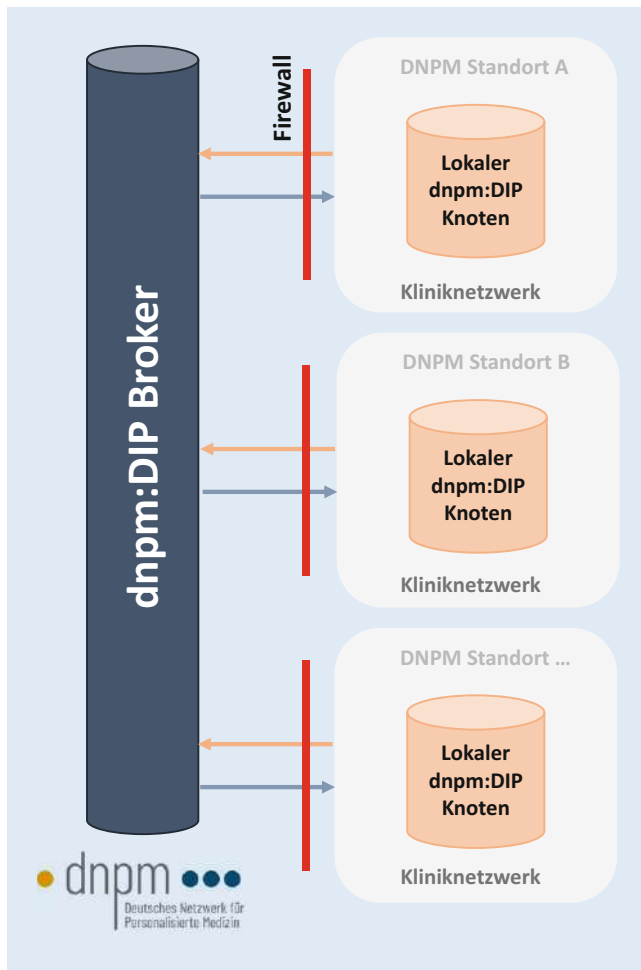 dnpm:DIP Broker
Firewall
DNPM Standort A
Lokaler
dnpm:DIP
Knoten
Kliniknetzwerk
DNPM Standort B
Lokaler
dnpm:DIP
Knoten
Kliniknetzwerk
DNPM Standort ...
Lokaler
dnpm:DIP
Knoten
Kliniknetzwerk
dnpm
Deutsches Netzwerk für
Personalisierte Medizin